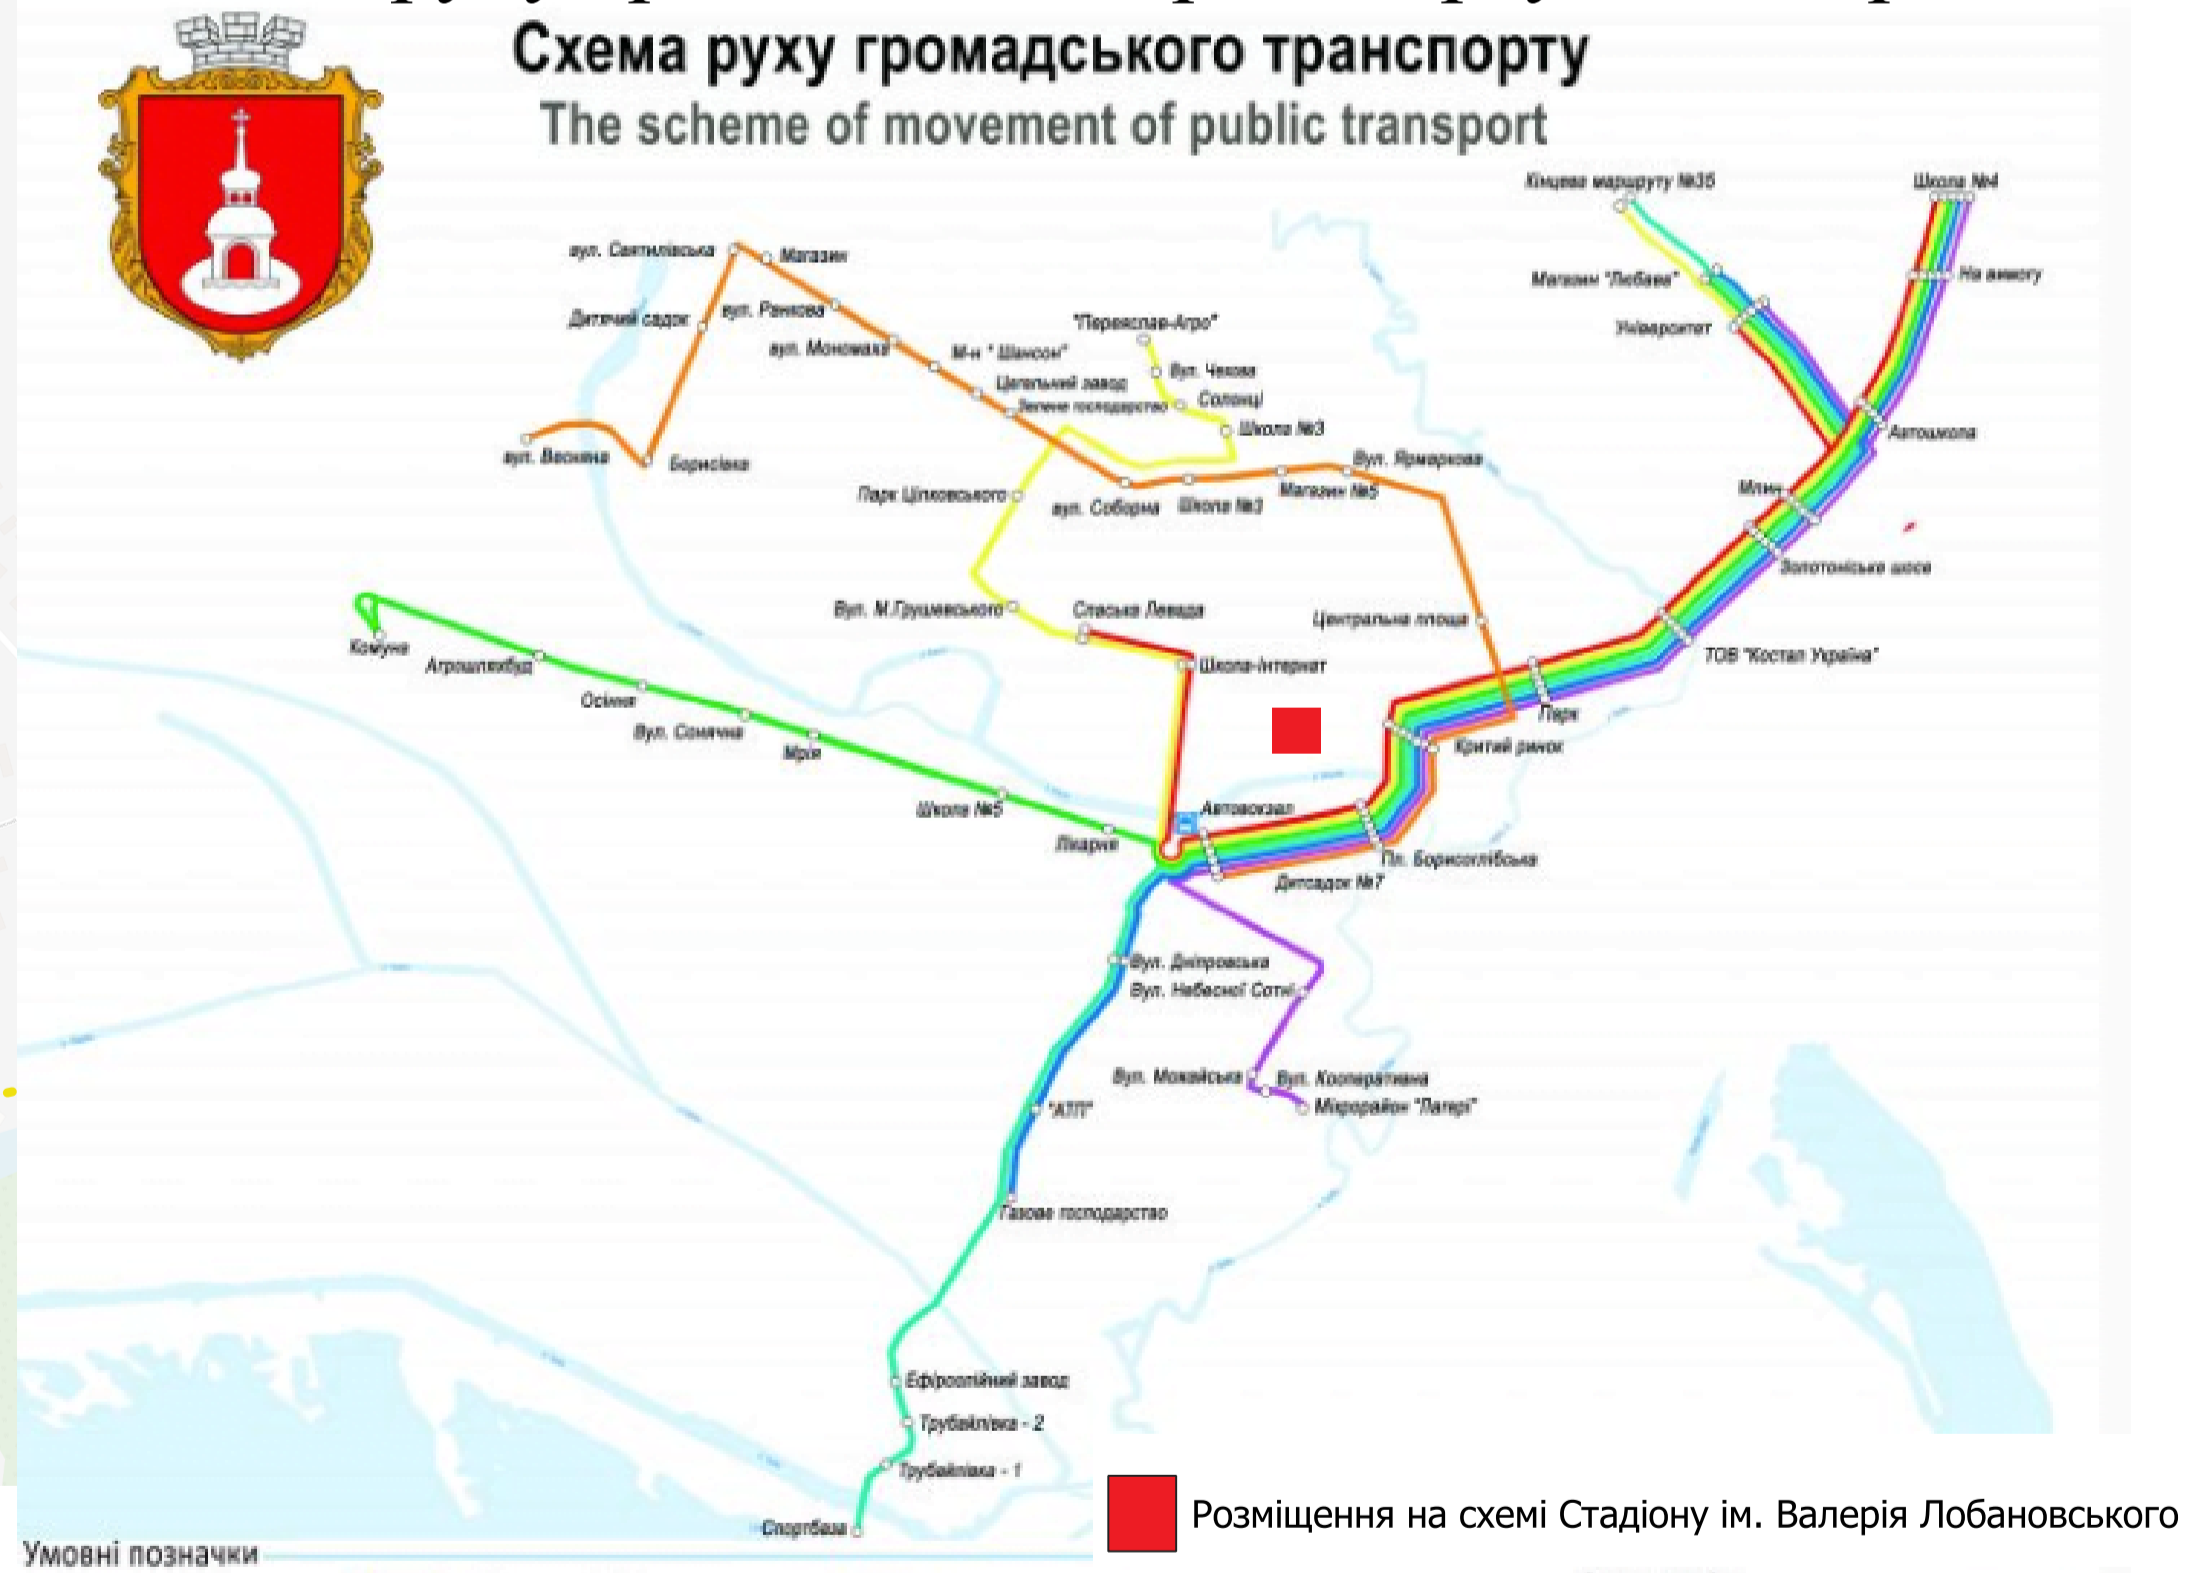 Схема руху громадського транспорту
The scheme of movement of public transport
Кінцева маршруту №35
Школа №4
вул. Святилівська
Магазин
Магазин "Любава"
На вимогу
Дитячий садок
вул. Ранкова
"Переяслав-Агро"
Університет
вул. Мономаха
М-н " Шансон"
Вул. Чехова
Цегельний завод
Зелене господарство
Солонці
Школа №3
Автошкола
вул. Весняна
Борисівка
Вул. Ярмаркова
Парк Ціпковського
вул. Соборна
Школа №3
Магазин №5
Млин
Золотоніське шосе
Вул. М.Грушевського
Спаська Левада
Центральна площа
Комуна
Агрошляхбуд
Школа-інтернат
ТОВ "Костал Україна"
Осіння
Вул. Сонячна
Мрія
Парк
Критий ринок
Школа №5
Автовокзал
Лікарня
Пл. Борисоглібська
Дитсадок №7
Вул. Дніпровська
Вул. Небесної Сотні
Вул. Можайська
Вул. Кооперативна
"АТП"
Мікрорайон "Лагері"
Газове господарство
Ефіроолійний завод
Трубайлівка - 2
Трубайлівка - 1
Спортбаза
Розміщення на схемі Стадіону ім. Валерія Лобановського
Умовні позначки